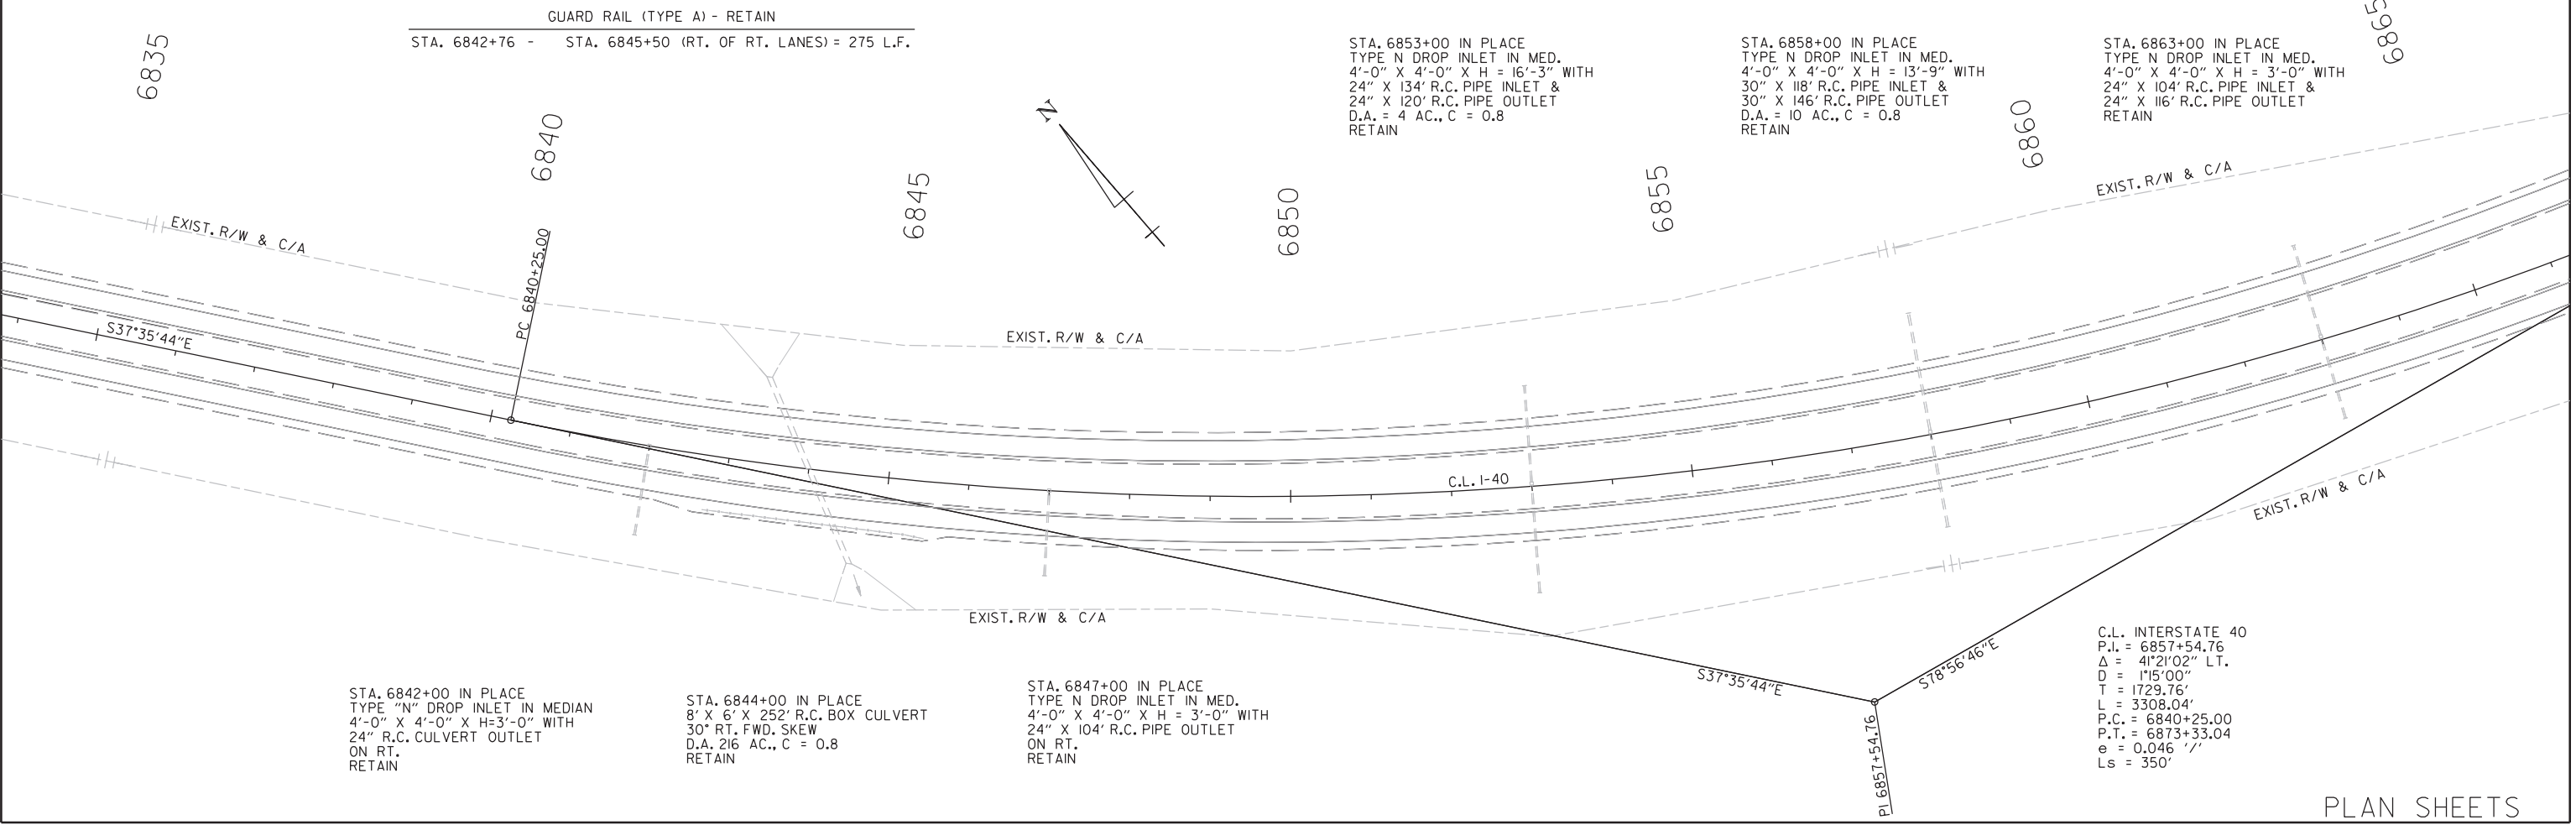 GUARD RAIL (TYPE A) - RETAIN
STA. 6842+76 - STA. 6845+50 (RT. OF RT. LANES) = 275 L.F.
6835
6840
6845
6850
6855
6860
6865
STA. 6853+00 IN PLACE
TYPE N DROP INLET IN MED.
4'-0" X 4'-0" X H = 16'-3" WITH
24" X 134' R.C. PIPE INLET &
24" X 120' R.C. PIPE OUTLET
D.A. = 4 AC., C = 0.8
RETAIN
STA. 6858+00 IN PLACE
TYPE N DROP INLET IN MED.
4'-0" X 4'-0" X H = 13'-9" WITH
30" X 118' R.C. PIPE INLET &
30" X 146' R.C. PIPE OUTLET
D.A. = 10 AC., C = 0.8
RETAIN
STA. 6863+00 IN PLACE
TYPE N DROP INLET IN MED.
4'-0" X 4'-0" X H = 3'-0" WITH
24" X 104' R.C. PIPE INLET &
24" X 116' R.C. PIPE OUTLET
RETAIN
N
EXIST. R/W & C/A
EXIST. R/W & C/A
EXIST. R/W & C/A
PC 6840+25.00
S37°35'44"E
C.L. I-40
EXIST. R/W & C/A
EXIST. R/W & C/A
S37°35'44"E
S78°56'46"E
PI 6857+54.76
STA. 6842+00 IN PLACE
TYPE "N" DROP INLET IN MEDIAN
4'-0" X 4'-0" X H=3'-0" WITH
24" R.C. CULVERT OUTLET
ON RT.
RETAIN
STA. 6844+00 IN PLACE
8' X 6' X 252' R.C. BOX CULVERT
30° RT. FWD. SKEW
D.A. 216 AC., C = 0.8
RETAIN
STA. 6847+00 IN PLACE
TYPE N DROP INLET IN MED.
4'-0" X 4'-0" X H = 3'-0" WITH
24" X 104' R.C. PIPE OUTLET
ON RT.
RETAIN
C.L. INTERSTATE 40
P.I. = 6857+54.76
Δ = 41°21'02" LT.
D = 1°15'00"
T = 1729.76'
L = 3308.04'
P.C. = 6840+25.00
P.T. = 6873+33.04
e = 0.046 '/'
Ls = 350'
PLAN SHEETS